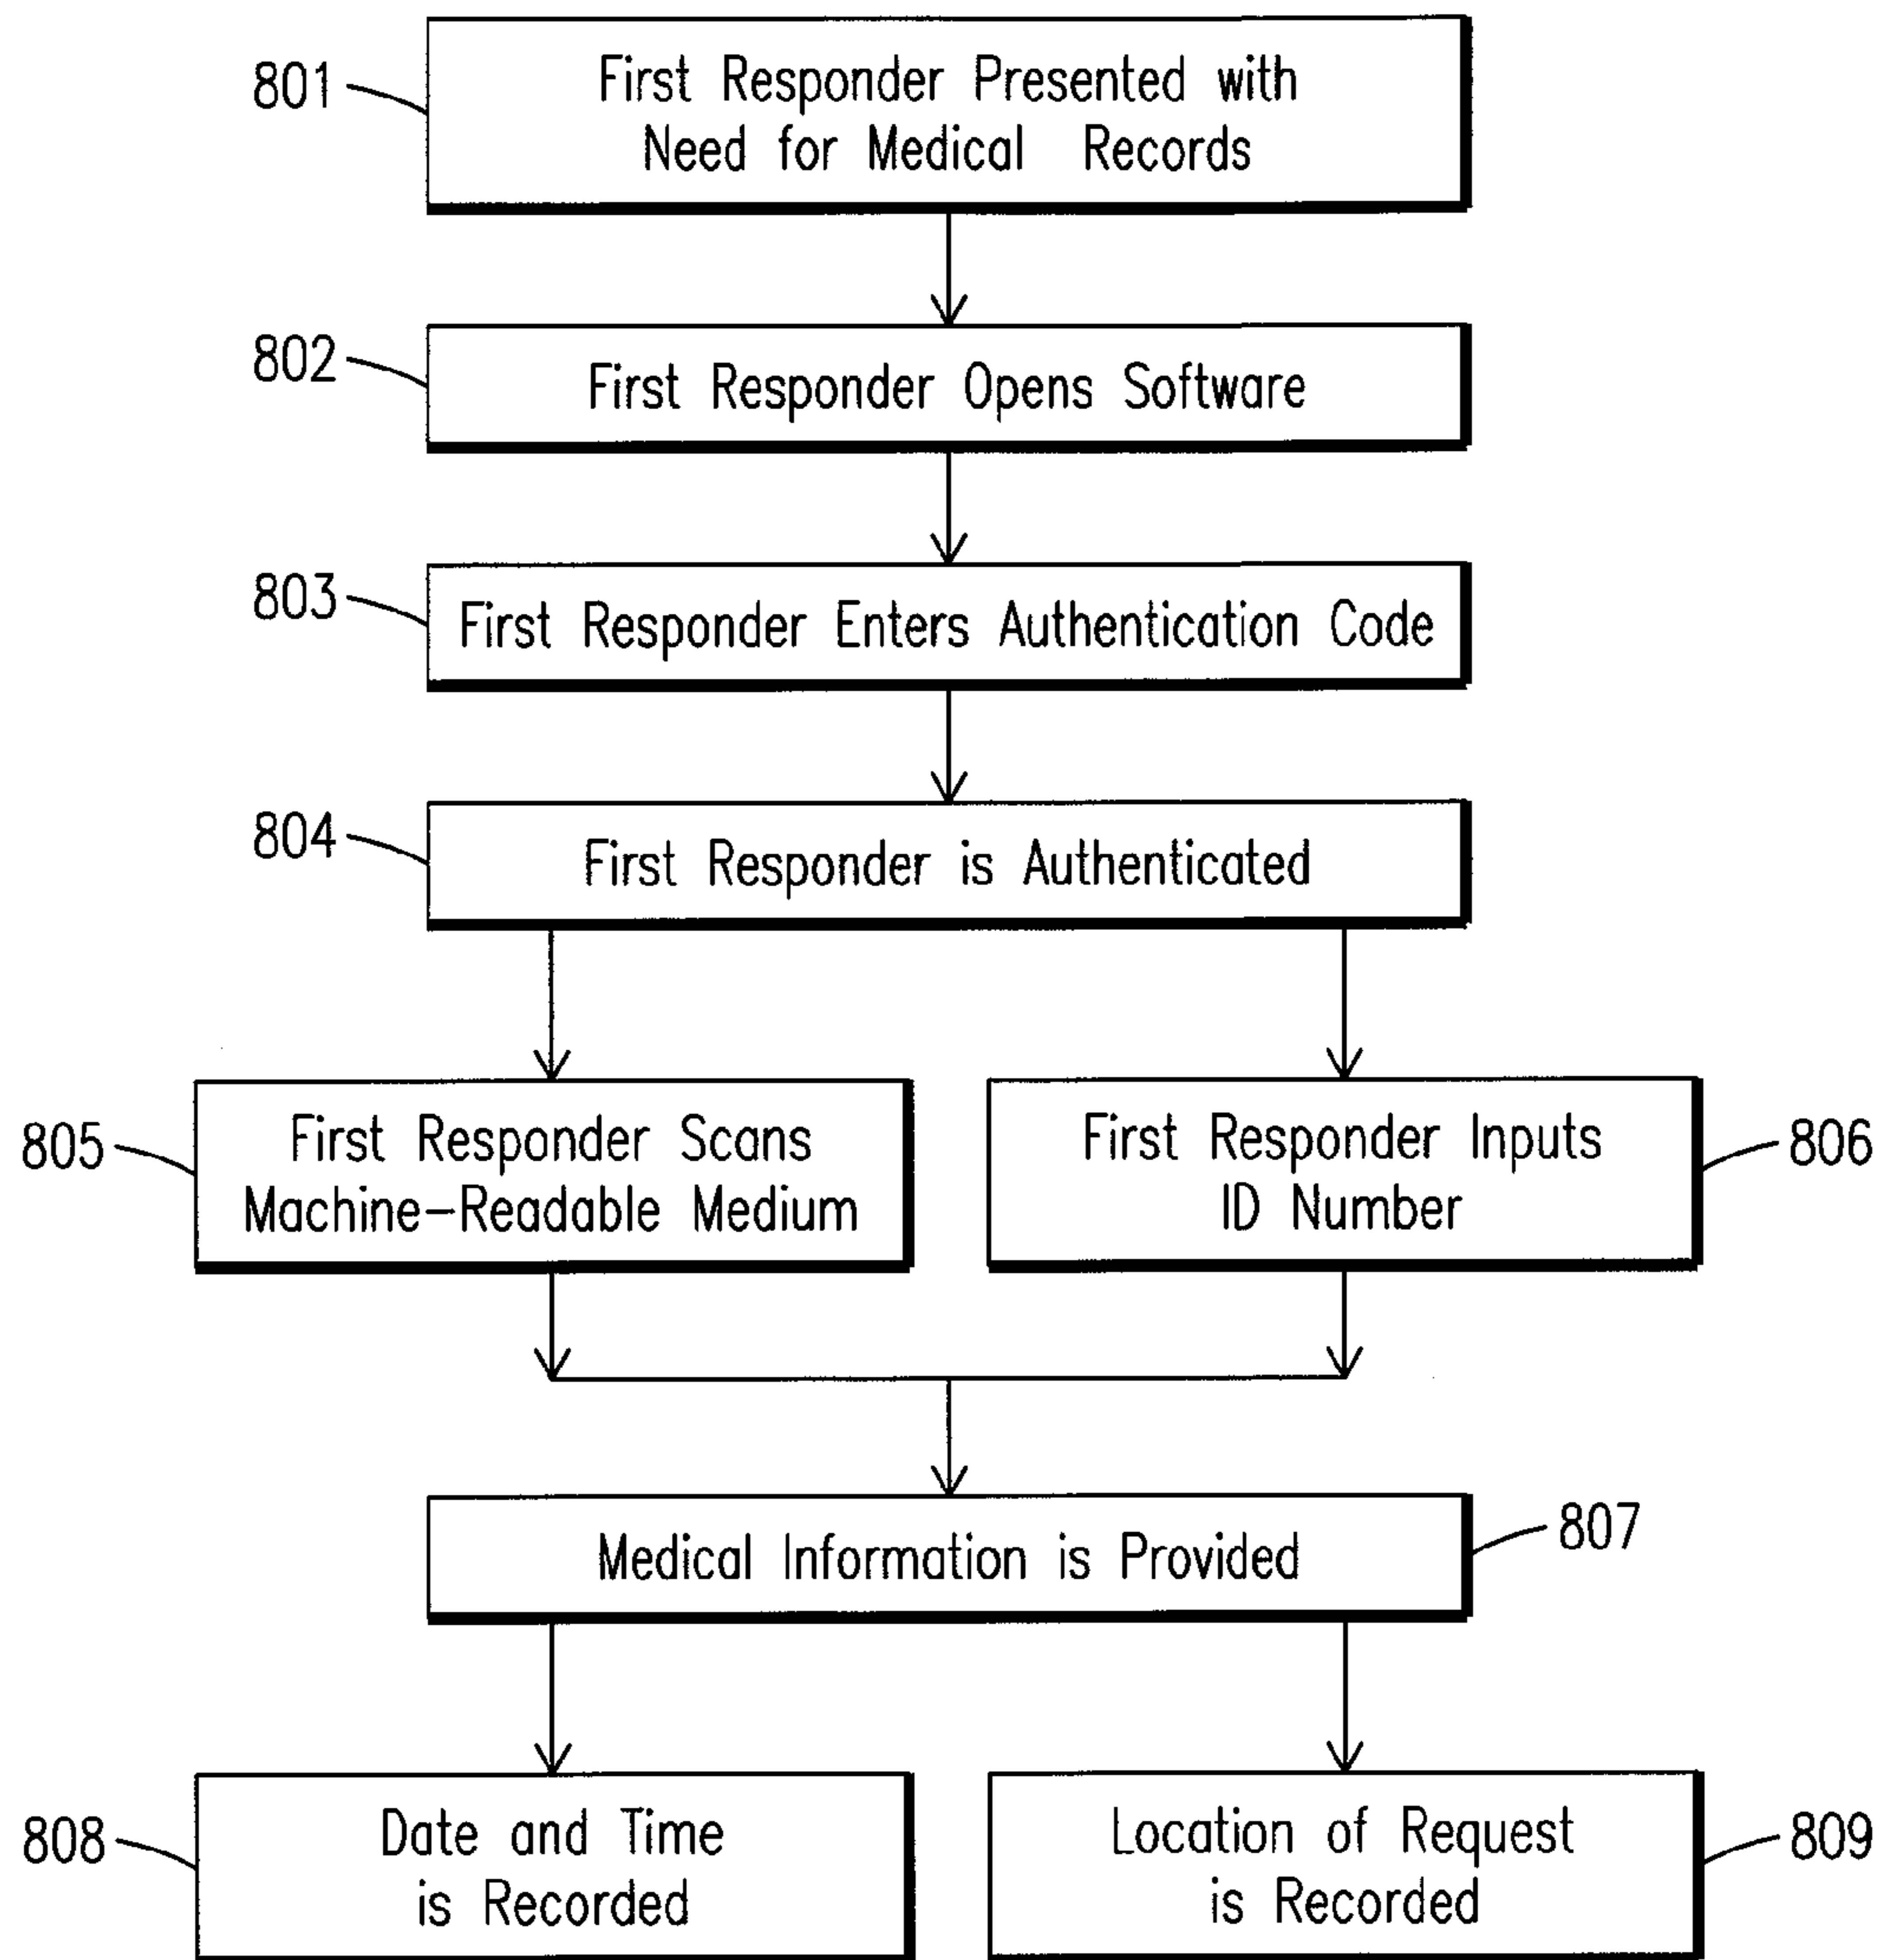 801
First Responder Presented with
Need for Medical Records
802
First Responder Opens Software
803
First Responder Enters Authentication Code
804
First Responder is Authenticated
805
First Responder Scans
Machine-Readable Medium
First Responder Inputs
ID Number
806
Medical Information is Provided
807
808
Date and Time
is Recorded
Location of Request
is Recorded
809